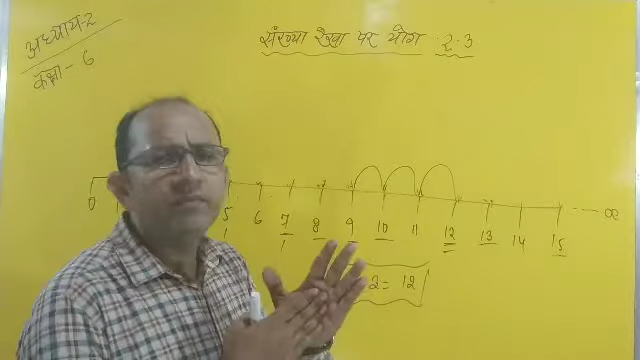 अध्याय-2
कक्षा - 6
संख्या रेखा पर योग 2.3
0 5 6 7 8 9 10 11 12 13 14 15
2 = 12